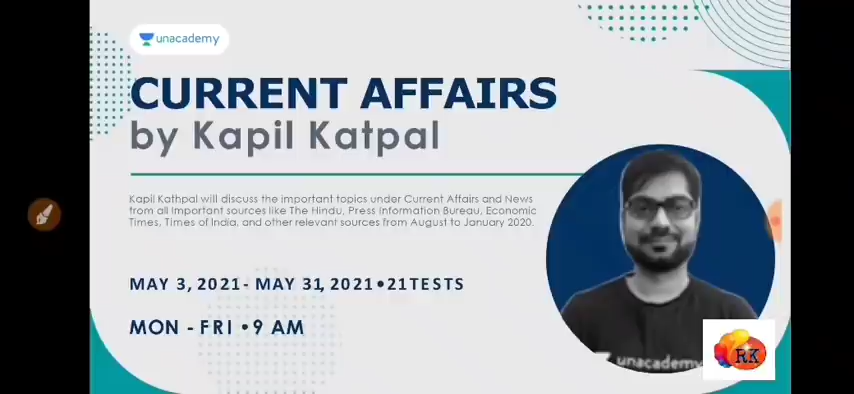 unacademy
CURRENT AFFAIRS
by Kapil Katpal
Kapil Kathpal will discuss the important topics under Current Affairs and News
from all Important sources like The Hindu, Press Information Bureau, Economic
Times, Times of India, and other relevant sources from August to January 2020.
MAY 3, 2021- MAY 31, 2021•21TESTS
MON - FRI •9 AM
unacademy
RK